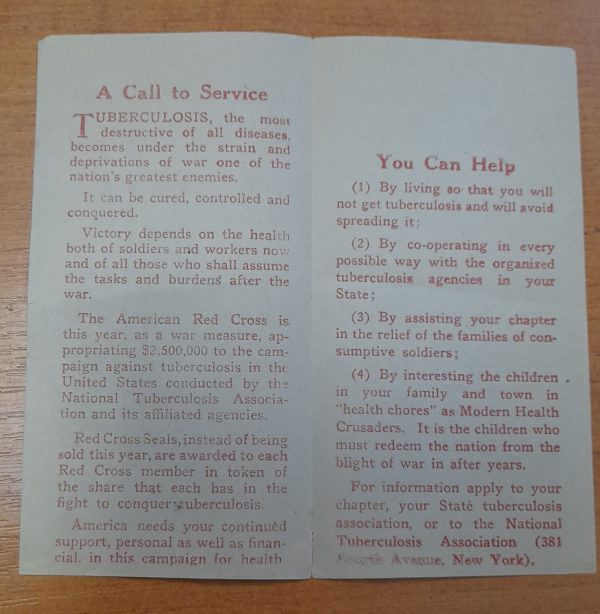 A Call to Service
TUBERCULOSIS, the most
destructive of all diseases,
becomes under the strain and
deprivations of war one of the
nation's greatest enemies.
It can be cured, controlled and
conquered.
Victory depends on the health
both of soldiers and workers now
and of all those who shall assume
the tasks and burdens after the
war.
The American Red Cross is
this year, as a war measure, ap-
propriating $2,500,000 to the cam-
paign against tuberculosis in the
United States conducted by the
National Tuberculosis Associa-
tion and its affiliated agencies.
Red Cross Seals, instead of being
sold this year, are awarded to each
Red Cross member in token of
the share that each has in the
fight to conquer tuberculosis.
America needs your continued
support, personal as well as finan-
cial, in this campaign for health
You Can Help
(1) By living so that you will
not get tuberculosis and will avoid
spreading it;
(2) By co-operating in every
possible way with the organized
tuberculosis agencies in your
State;
(3) By assisting your chapter
in the relief of the families of con-
sumptive soldiers;
(4) By interesting the children
in your family and town in
"health chores" as Modern Health
Crusaders. It is the children who
must redeem the nation from the
blight of war in after years.
For information apply to your
chapter, your State tuberculosis
association, or to the National
Tuberculosis Association (381
Fourth Avenue, New York).